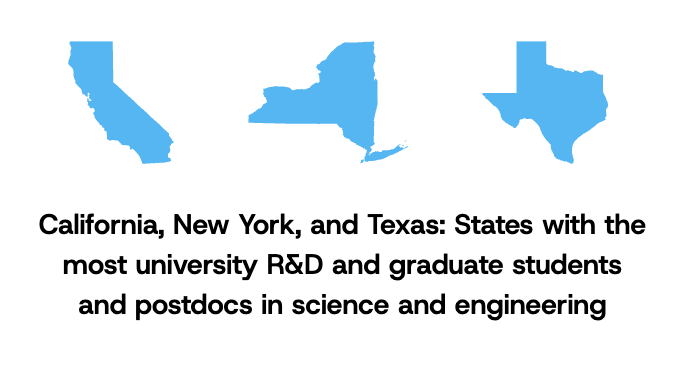 California, New York, and Texas: States with the
most university R&D and graduate students
and postdocs in science and engineering